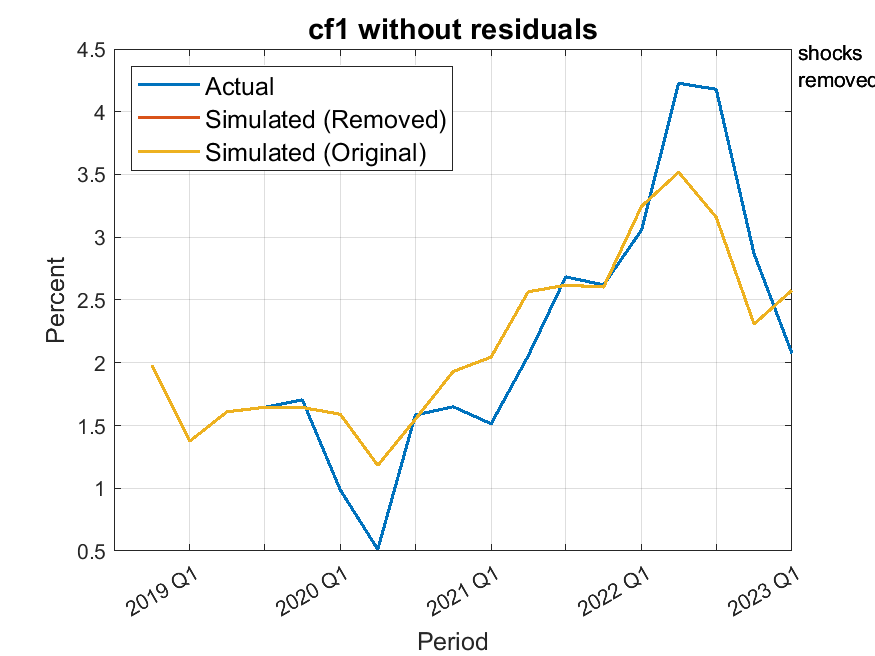 cf1 without residuals
4.5
4
3.5
3
2.5
2
1.5
1
0.5
Percent
Actual
Simulated (Removed)
Simulated (Original)
shocks
removed
2019 Q1
2020 Q1
2021 Q1
2022 Q1
2023 Q1
Period